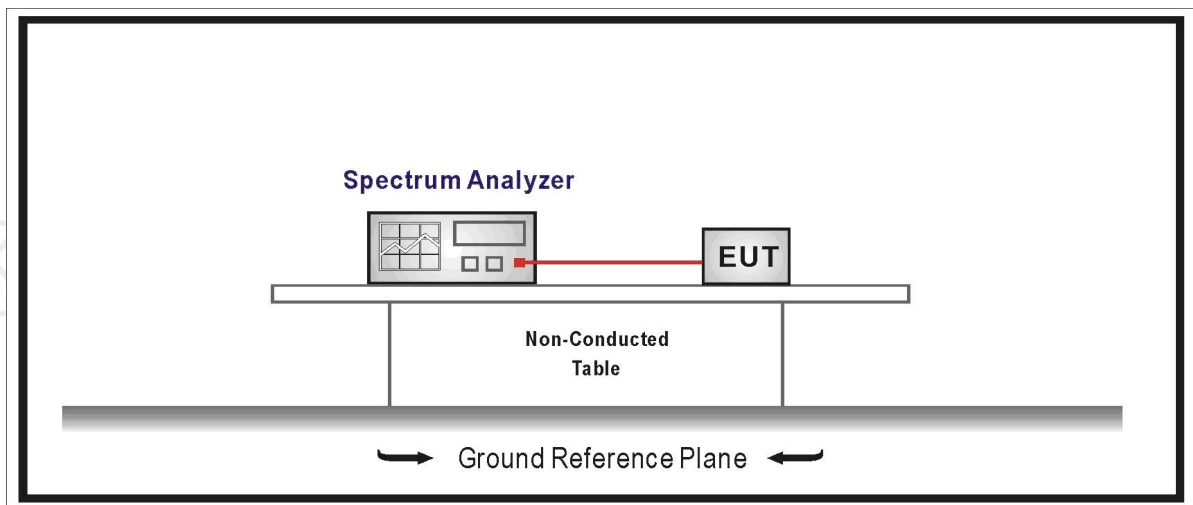 Spectrum Analyzer
EUT
Non-Conducted
Table
Ground Reference Plane